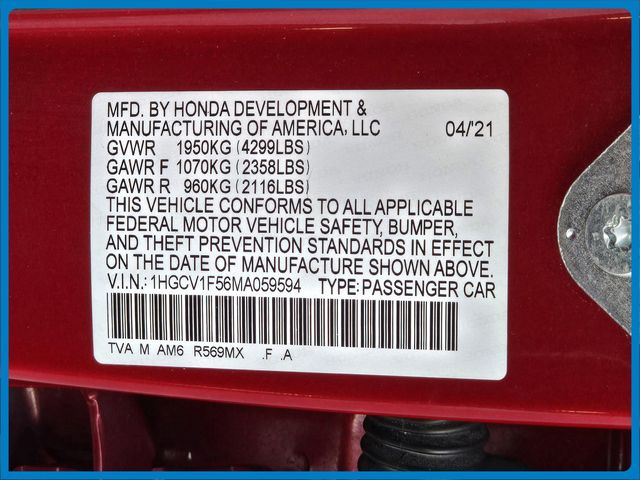 MFD. BY HONDA DEVELOPMENT &
MANUFACTURING OF AMERICA, LLC 04/'21
GVWR 1950KG (4299LBS)
GAWR F 1070KG (2358LBS)
GAWR R 960KG (2116LBS)
THIS VEHICLE CONFORMS TO ALL APPLICABLE
FEDERAL MOTOR VEHICLE SAFETY, BUMPER,
AND THEFT PREVENTION STANDARDS IN EFFECT
ON THE DATE OF MANUFACTURE SHOWN ABOVE.
V.I.N.: 1HGCV1F56MA059594 TYPE: PASSENGER CAR
TVA M AM6 R569MX .F .A